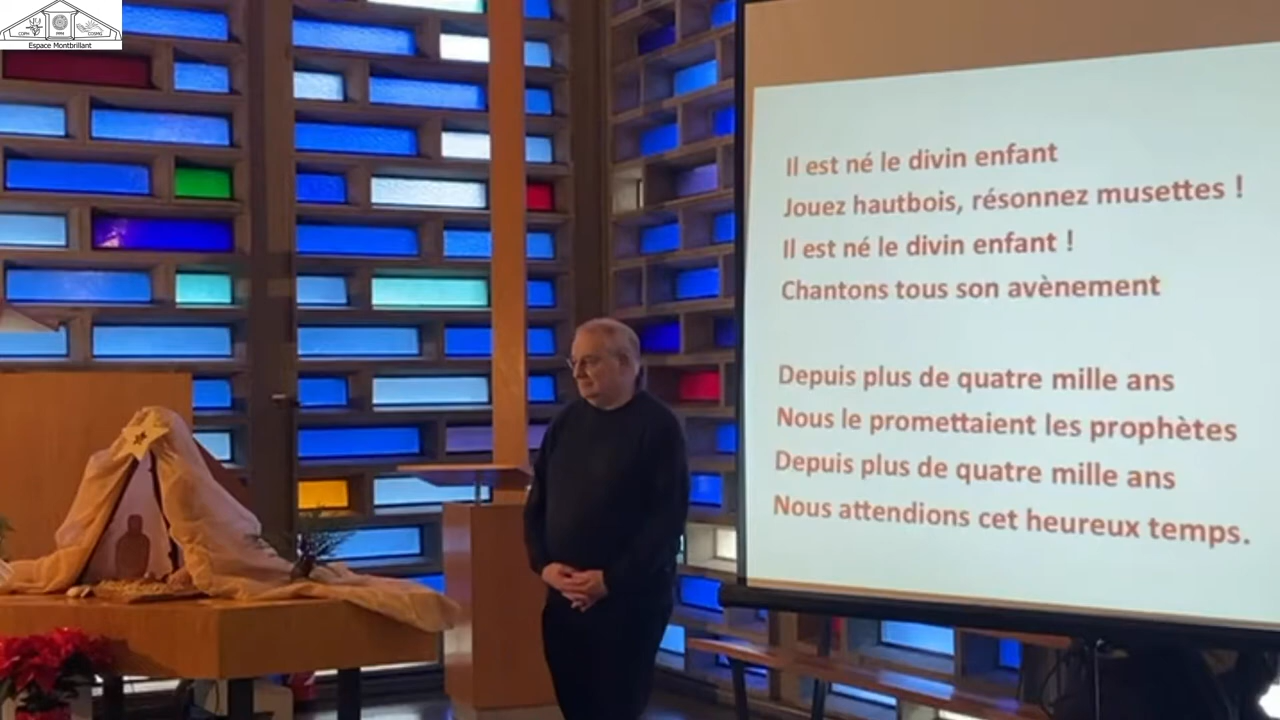 Espace Montbrillant
Il est né le divin enfant
Jouez hautbois, résonnez musettes !
Il est né le divin enfant !
Chantons tous son avènement
Depuis plus de quatre mille ans
Nous le promettaient les prophètes
Depuis plus de quatre mille ans
Nous attendions cet heureux temps.